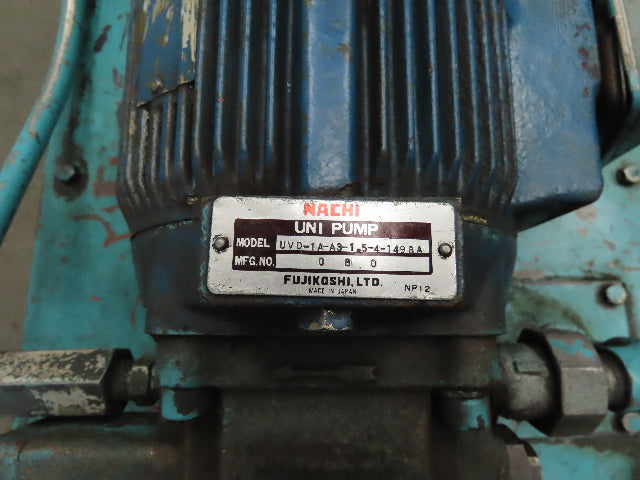 NACHI
UNI PUMP
MODEL UVD-1A-A3-1.5-4-1498A
MFG.NO. 0 8 0
FUJIKOSHI, LTD.
MADE IN JAPAN NP12